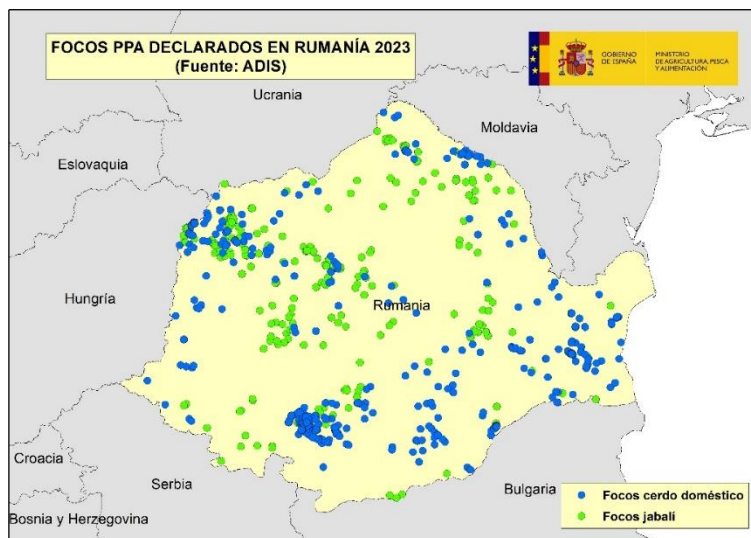 FOCOS PPA DECLARADOS EN RUMANÍA 2023
(Fuente: ADIS)
GOBIERNO
DE ESPAÑA
MINISTERIO
DE AGRICULTURA, PESCA
Y ALIMENTACIÓN
Ucrania
Moldavia
Eslovaquia
Hungría
Rumania
Croacia
Serbia
Bulgaria
Bosnia y Herzegovina
Focos cerdo doméstico
Focos jabalí